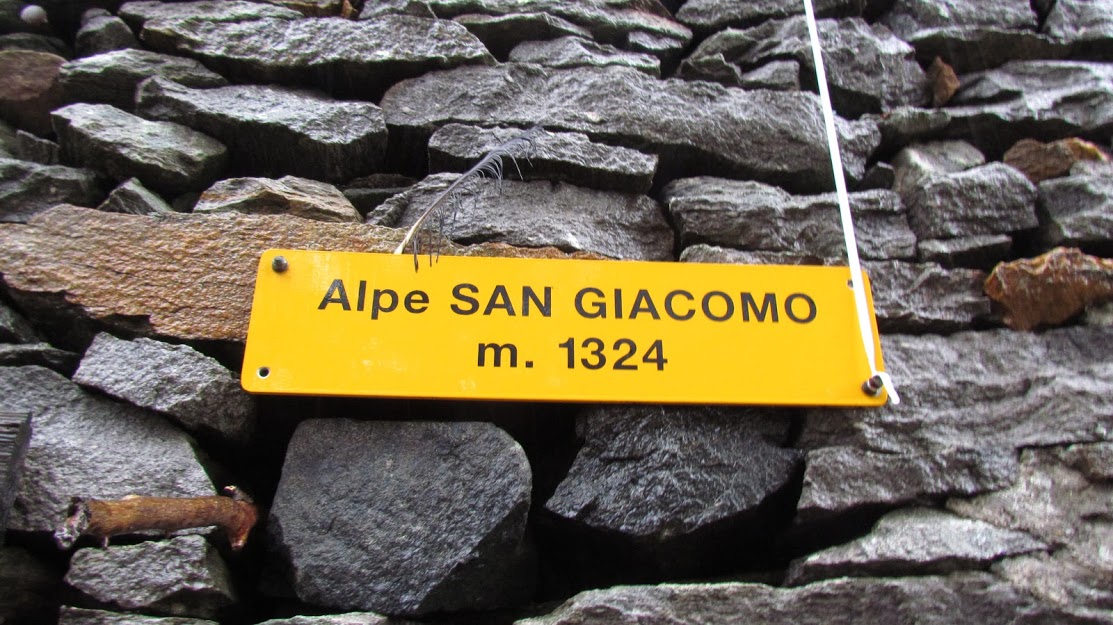 Alpe SAN GIACOMO
m. 1324